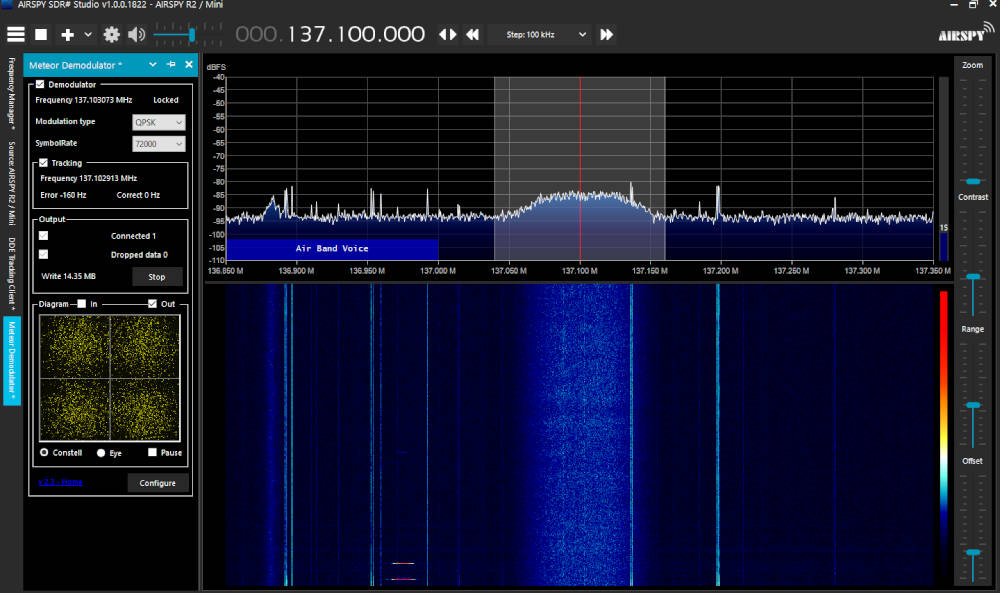 AIRSPY SDR# Studio v1.0.0.1822 - AIRSPY R2 / Mini
000.137.100.000
Step: 100 kHz
AIRSPY
Frequency Manager *
Source: AIRSPY R2 / Mini
DDE Tracking Client *
Meteor Demodulator *
Meteor Demodulator *
Demodulator
Frequency 137.103073 MHz Locked
Modulation type QPSK
SymbolRate 72000
Tracking
Frequency 137.102913 MHz
Error -160 Hz Correct 0 Hz
Output
Connected 1
Dropped data 0
Write 14.35 MB Stop
Diagram In Out
Constell Eye Pause
v 2.3 - Home
Configure
dBFS
-40
-45
-50
-55
-60
-65
-70
-75
-80
-85
-90
-95
-100
-105
-110
Air Band Voice
136.850 M 136.900 M 136.950 M 137.000 M 137.050 M 137.100 M 137.150 M 137.200 M 137.250 M 137.300 M 137.350 M
15
Zoom
Contrast
Range
Offset